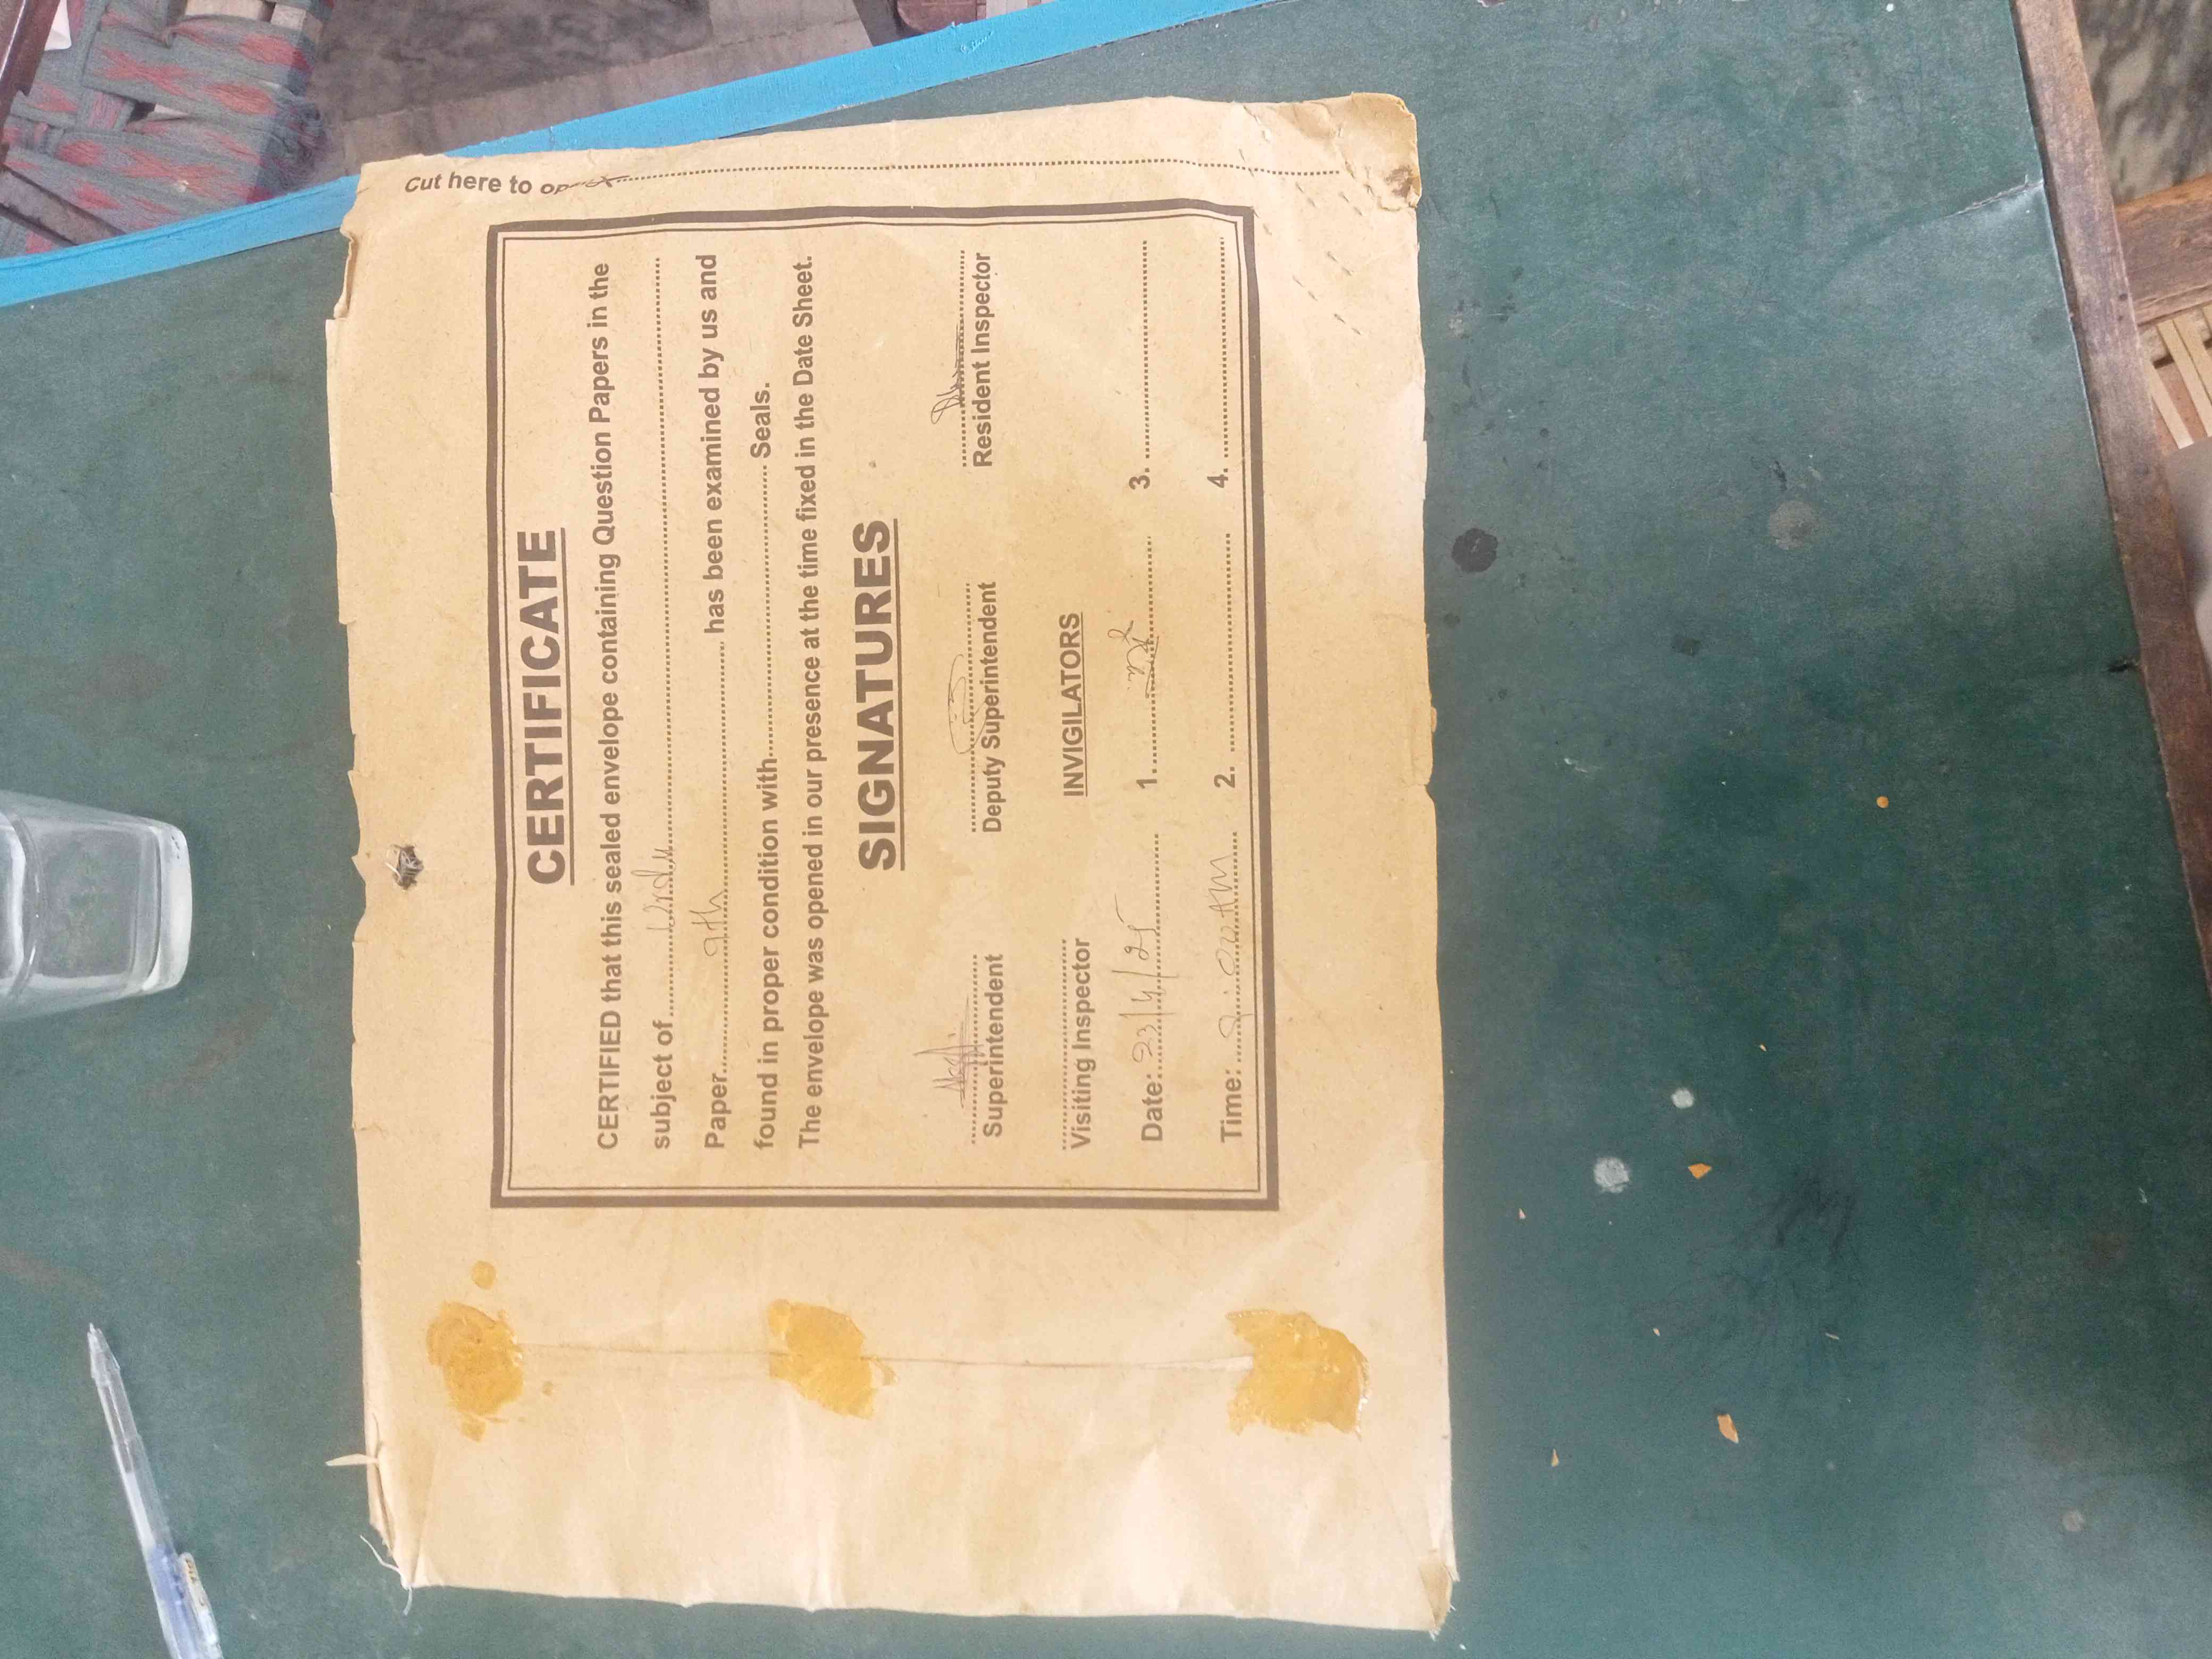 Cut here to
CERTIFICATE
CERTIFIED that this sealed envelope containing Question Papers in the
subject of ........................
Paper........9th........, has been examined by us and
found in proper condition with........................ Seals.
The envelope was opened in our presence at the time fixed in the Date Sheet.
SIGNATURES
Superintendent Deputy Superintendent Resident Inspector
Visiting Inspector INVIGILATORS
Date: 23/4/25 1. 3.
Time: :00 AM 2. 4.